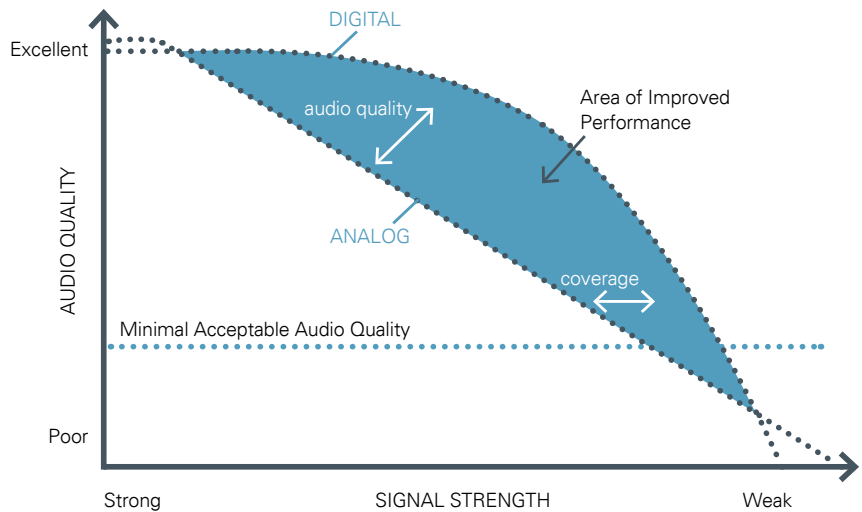 DIGITAL
Excellent
audio quality
Area of Improved
Performance
AUDIO QUALITY
ANALOG
coverage
Minimal Acceptable Audio Quality
Poor
Strong
SIGNAL STRENGTH
Weak